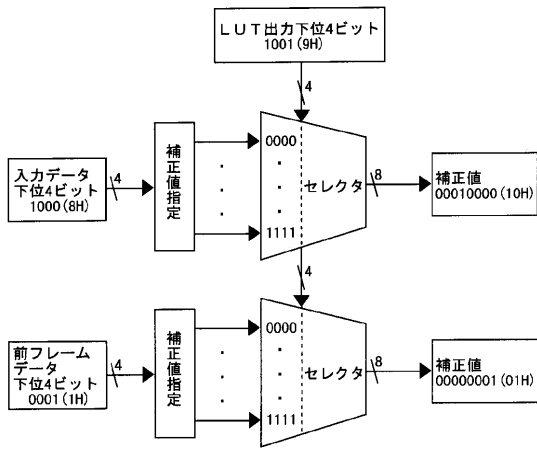 LUT出力下位4ビット
1001(9H)
4
入力データ
下位4ビット
1000(8H)
4
補正値指定
0000
・
・
・
・
・
・
・
・
1111
セレクタ
8
補正値
00010000(10H)
4
前フレーム
データ
下位4ビット
0001(1H)
4
補正値指定
0000
・
・
・
・
・
・
・
・
1111
セレクタ
8
補正値
00000001(01H)